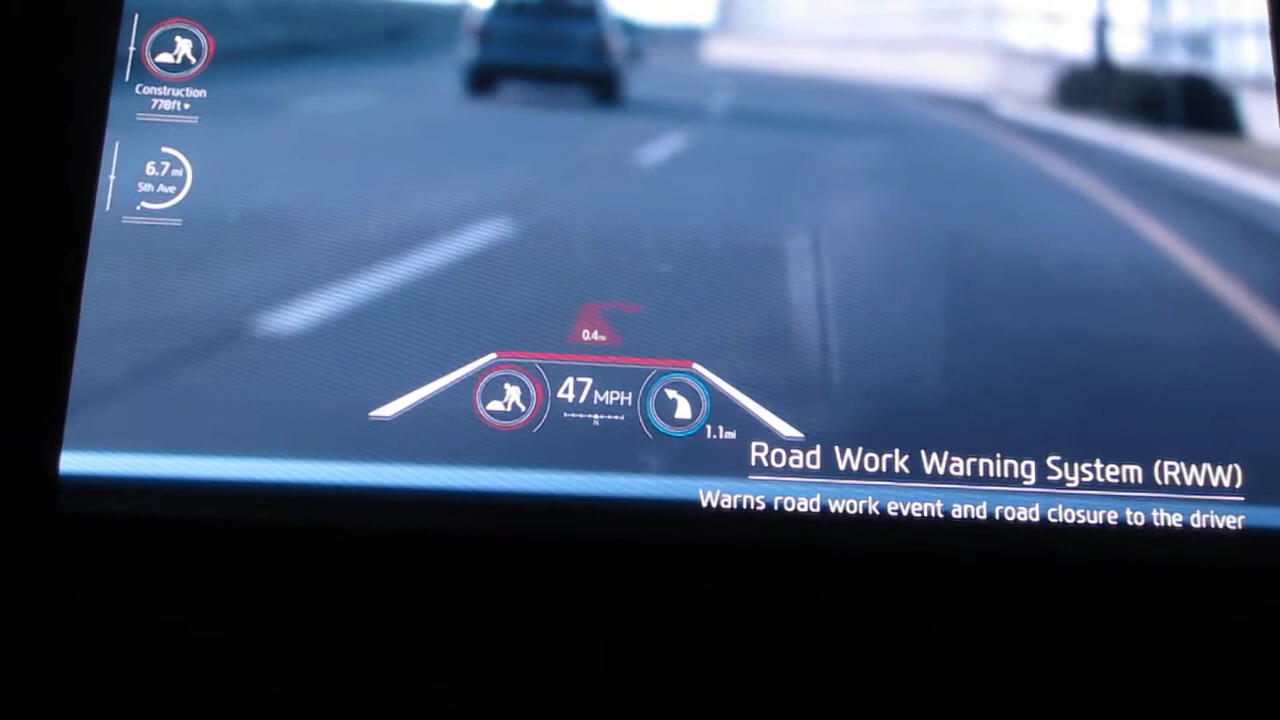 Construction
778ft
6.7 mi
5th Ave
0.4mi
47 MPH
N
1.1mi
Road Work Warning System (RWW)
Warns road work event and road closure to the driver